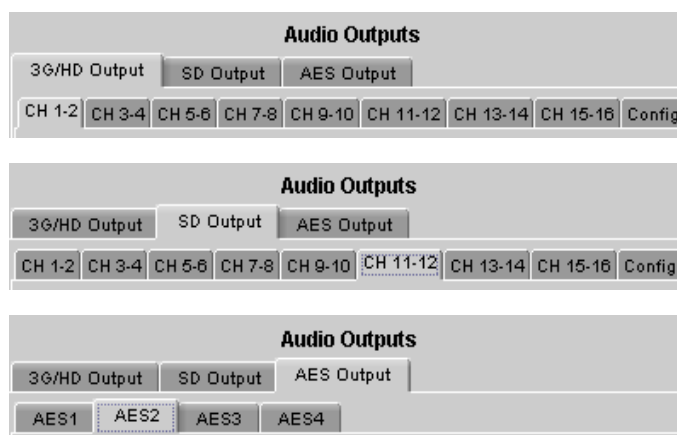 Audio Outputs
3G/HD Output SD Output AES Output
CH 1-2 CH 3-4 CH 5-6 CH 7-8 CH 9-10 CH 11-12 CH 13-14 CH 15-16 Config
Audio Outputs
3G/HD Output SD Output AES Output
CH 1-2 CH 3-4 CH 5-6 CH 7-8 CH 9-10 CH 11-12 CH 13-14 CH 15-16 Config
Audio Outputs
3G/HD Output SD Output AES Output
AES1 AES2 AES3 AES4